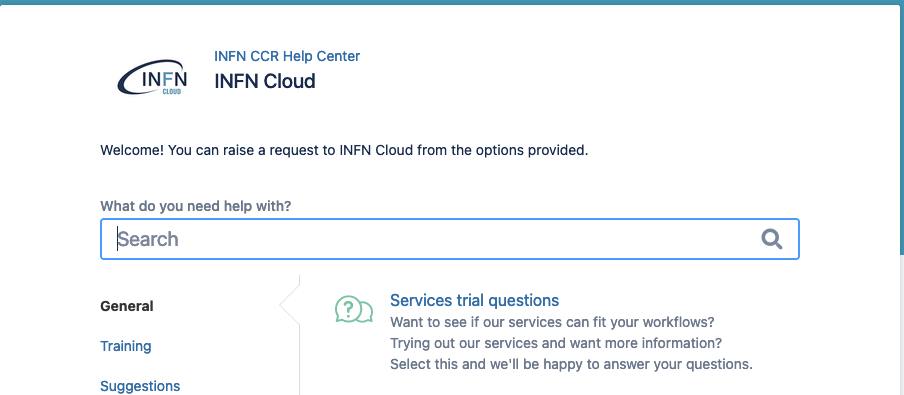 INFN CCR Help Center
INFN
CLOUD
INFN Cloud
Welcome! You can raise a request to INFN Cloud from the options provided.
What do you need help with?
Search
General
Training
Suggestions
Services trial questions
Want to see if our services can fit your workflows?
Trying out our services and want more information?
Select this and we'll be happy to answer your questions.